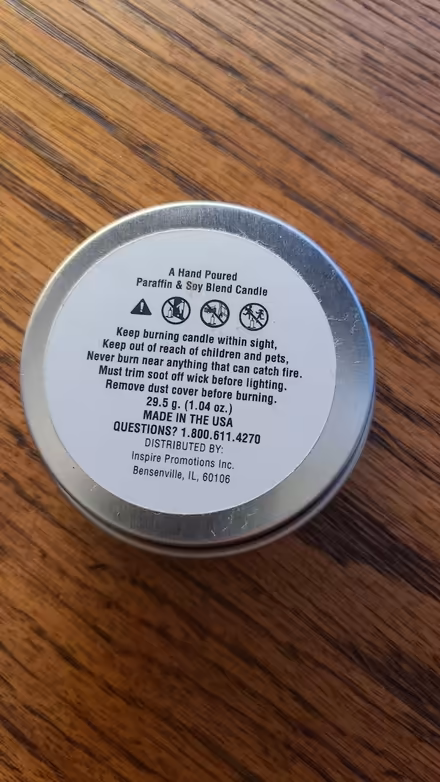 A Hand Poured
Paraffin & Soy Blend Candle
Keep burning candle within sight,
Keep out of reach of children and pets,
Never burn near anything that can catch fire.
Must trim soot off wick before lighting.
Remove dust cover before burning.
29.5 g. (1.04 oz.)
MADE IN THE USA
QUESTIONS? 1.800.611.4270
DISTRIBUTED BY:
Inspire Promotions Inc.
Bensenville, IL, 60106